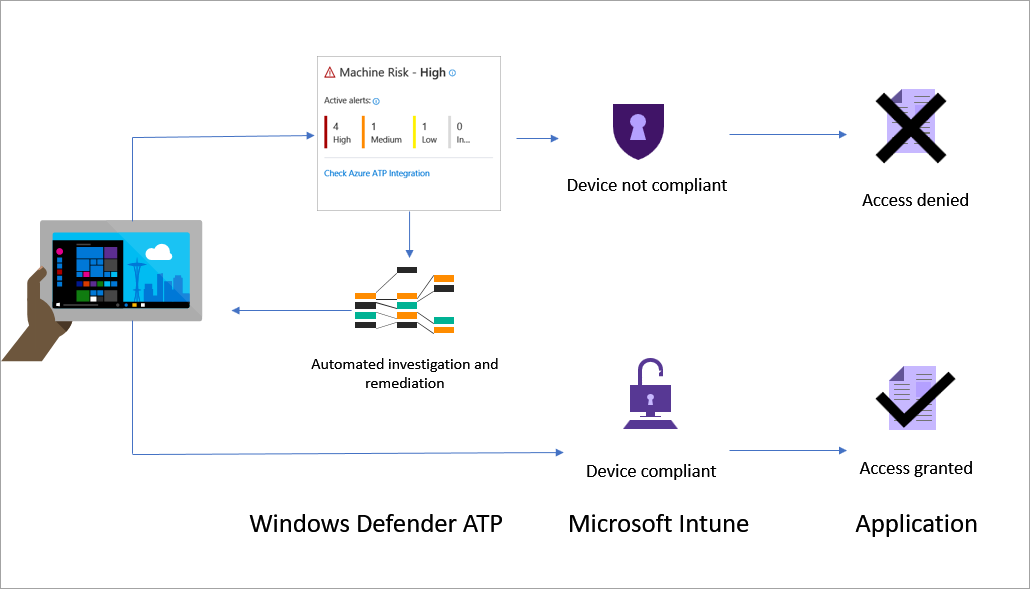 Machine Risk - High
Active alerts:
4
High
1
Medium
1
Low
0
In...
Check Azure ATP Integration
Device not compliant
Access denied
Automated investigation and
remediation
Device compliant
Access granted
Windows Defender ATP
Microsoft Intune
Application